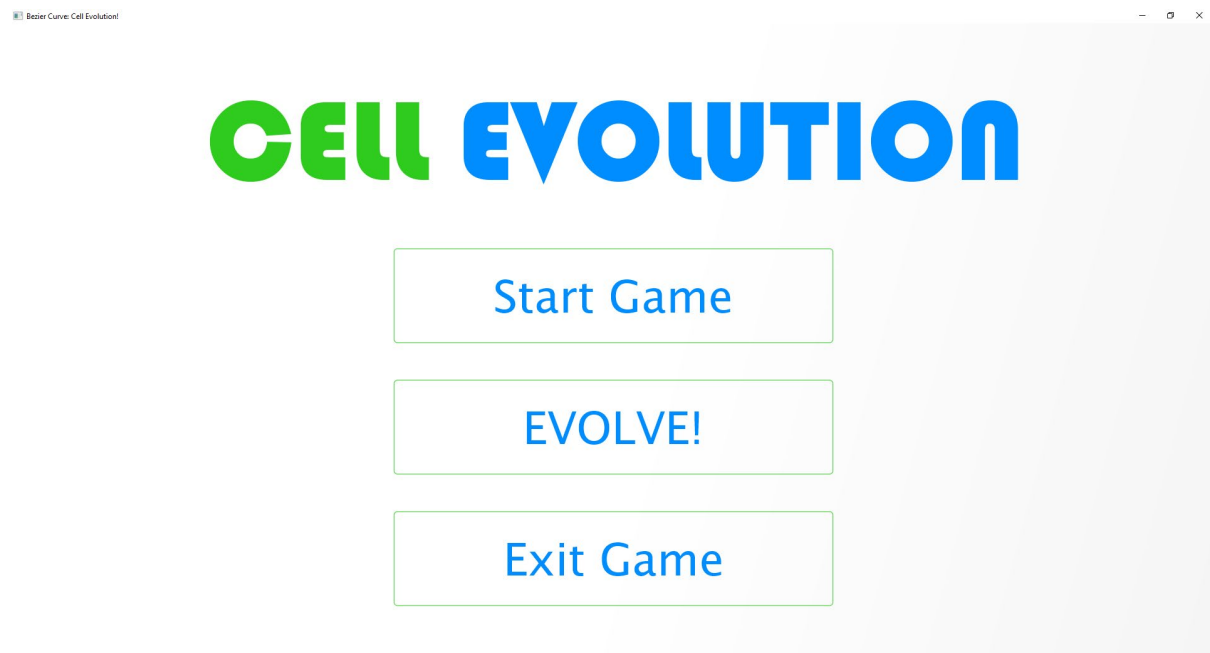 Bezier Curve: Cell Evolution!
CELL EVOLUTION
Start Game
EVOLVE!
Exit Game